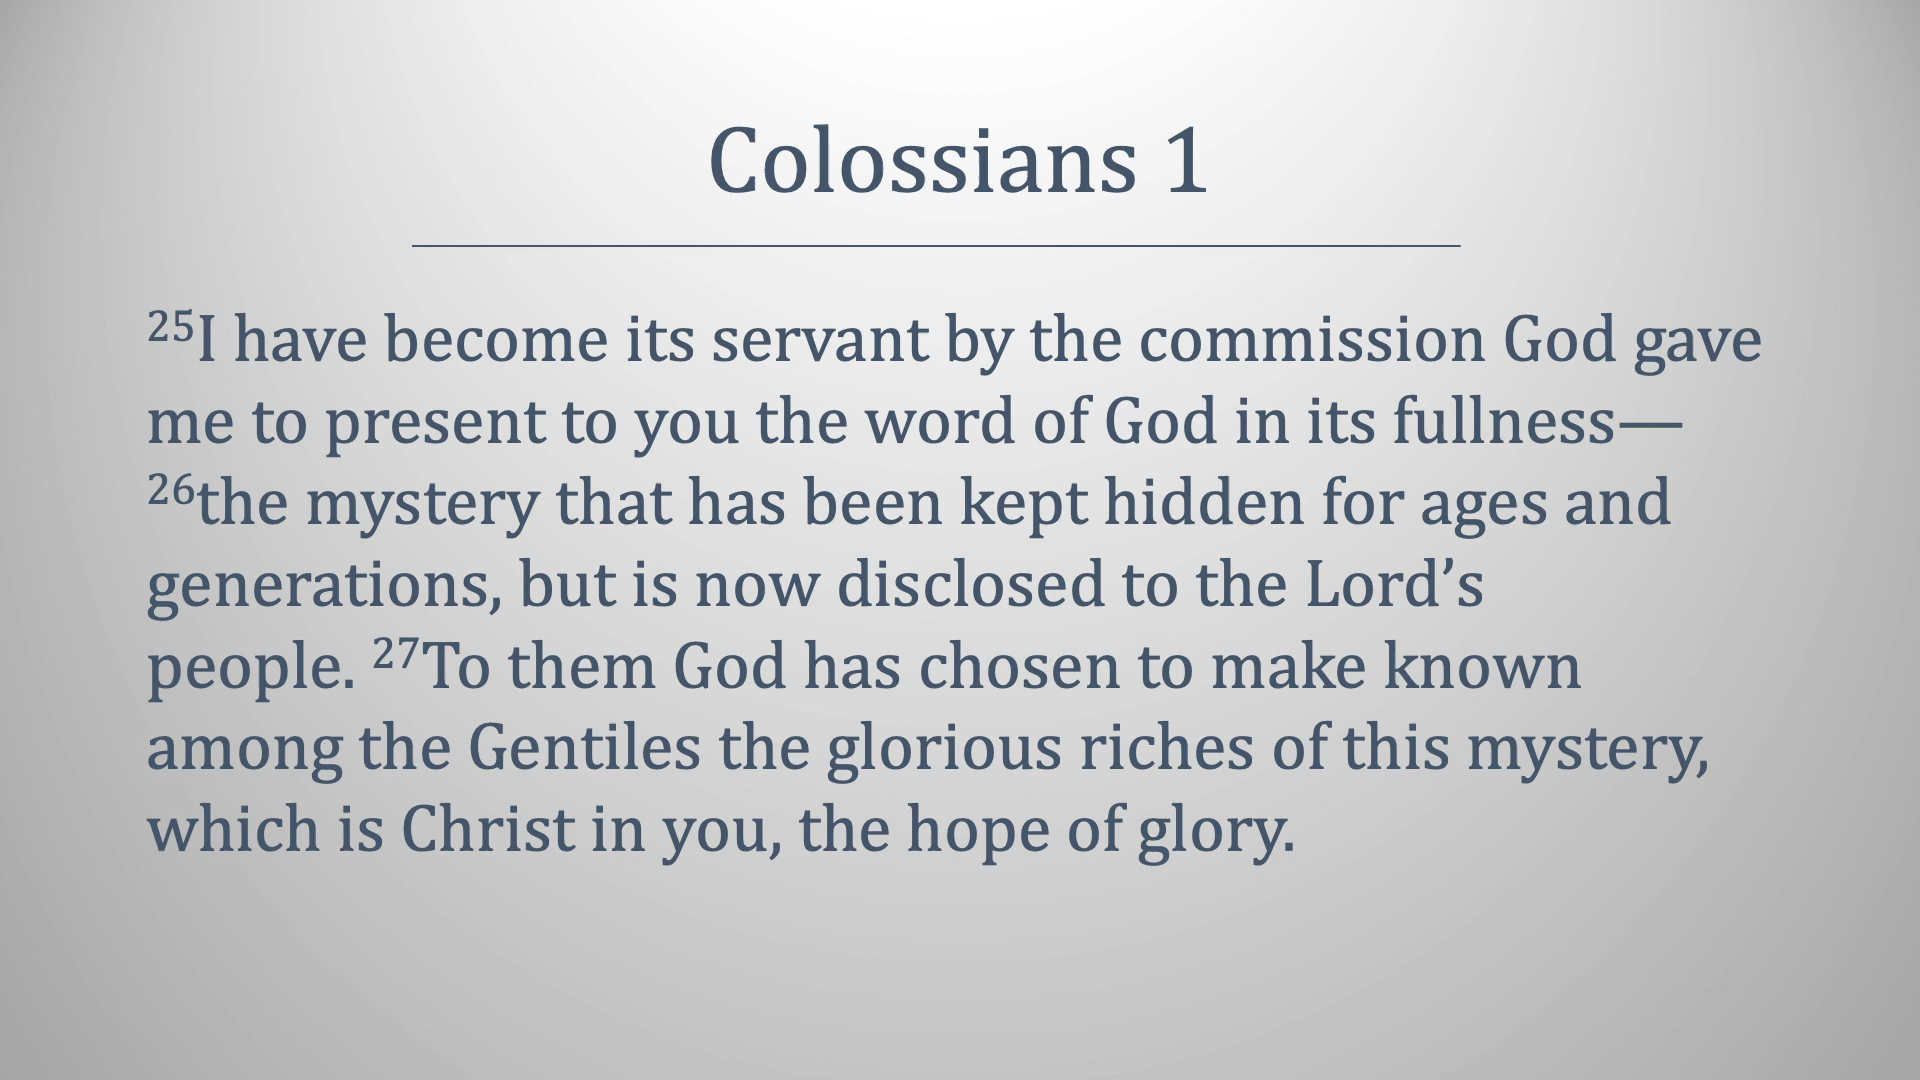 Colossians 1
²⁵I have become its servant by the commission God gave
me to present to you the word of God in its fullness—
²⁶the mystery that has been kept hidden for ages and
generations, but is now disclosed to the Lord’s
people. ²⁷To them God has chosen to make known
among the Gentiles the glorious riches of this mystery,
which is Christ in you, the hope of glory.